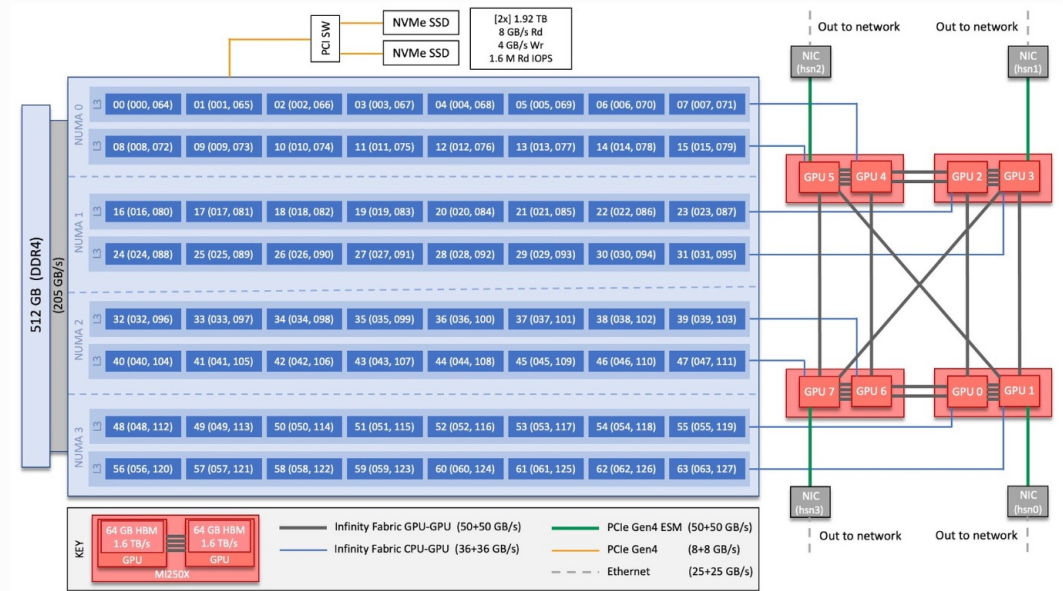 PCI SW
NVMe SSD
NVMe SSD
[2x] 1.92 TB
8 GB/s Rd
4 GB/s Wr
1.6 M Rd IOPS
Out to network
Out to network
NIC
(hsn2)
NIC
(hsn1)
512 GB (DDR4)
(205 GB/s)
NUMA 0
L3
00 (000, 064) 01 (001, 065) 02 (002, 066) 03 (003, 067) 04 (004, 068) 05 (005, 069) 06 (006, 070) 07 (007, 071)
L3
08 (008, 072) 09 (009, 073) 10 (010, 074) 11 (011, 075) 12 (012, 076) 13 (013, 077) 14 (014, 078) 15 (015, 079)
NUMA 1
L3
16 (016, 080) 17 (017, 081) 18 (018, 082) 19 (019, 083) 20 (020, 084) 21 (021, 085) 22 (022, 086) 23 (023, 087)
L3
24 (024, 088) 25 (025, 089) 26 (026, 090) 27 (027, 091) 28 (028, 092) 29 (029, 093) 30 (030, 094) 31 (031, 095)
NUMA 2
L3
32 (032, 096) 33 (033, 097) 34 (034, 098) 35 (035, 099) 36 (036, 100) 37 (037, 101) 38 (038, 102) 39 (039, 103)
L3
40 (040, 104) 41 (041, 105) 42 (042, 106) 43 (043, 107) 44 (044, 108) 45 (045, 109) 46 (046, 110) 47 (047, 111)
NUMA 3
L3
48 (048, 112) 49 (049, 113) 50 (050, 114) 51 (051, 115) 52 (052, 116) 53 (053, 117) 54 (054, 118) 55 (055, 119)
L3
56 (056, 120) 57 (057, 121) 58 (058, 122) 59 (059, 123) 60 (060, 124) 61 (061, 125) 62 (062, 126) 63 (063, 127)
GPU 5 GPU 4 GPU 2 GPU 3
GPU 7 GPU 6 GPU 0 GPU 1
NIC
(hsn3)
NIC
(hsn0)
Out to network
Out to network
KEY
64 GB HBM
1.6 TB/s
GPU
64 GB HBM
1.6 TB/s
GPU
MI250X
Infinity Fabric GPU-GPU (50+50 GB/s)
Infinity Fabric CPU-GPU (36+36 GB/s)
PCIe Gen4 ESM (50+50 GB/s)
PCIe Gen4 (8+8 GB/s)
Ethernet (25+25 GB/s)